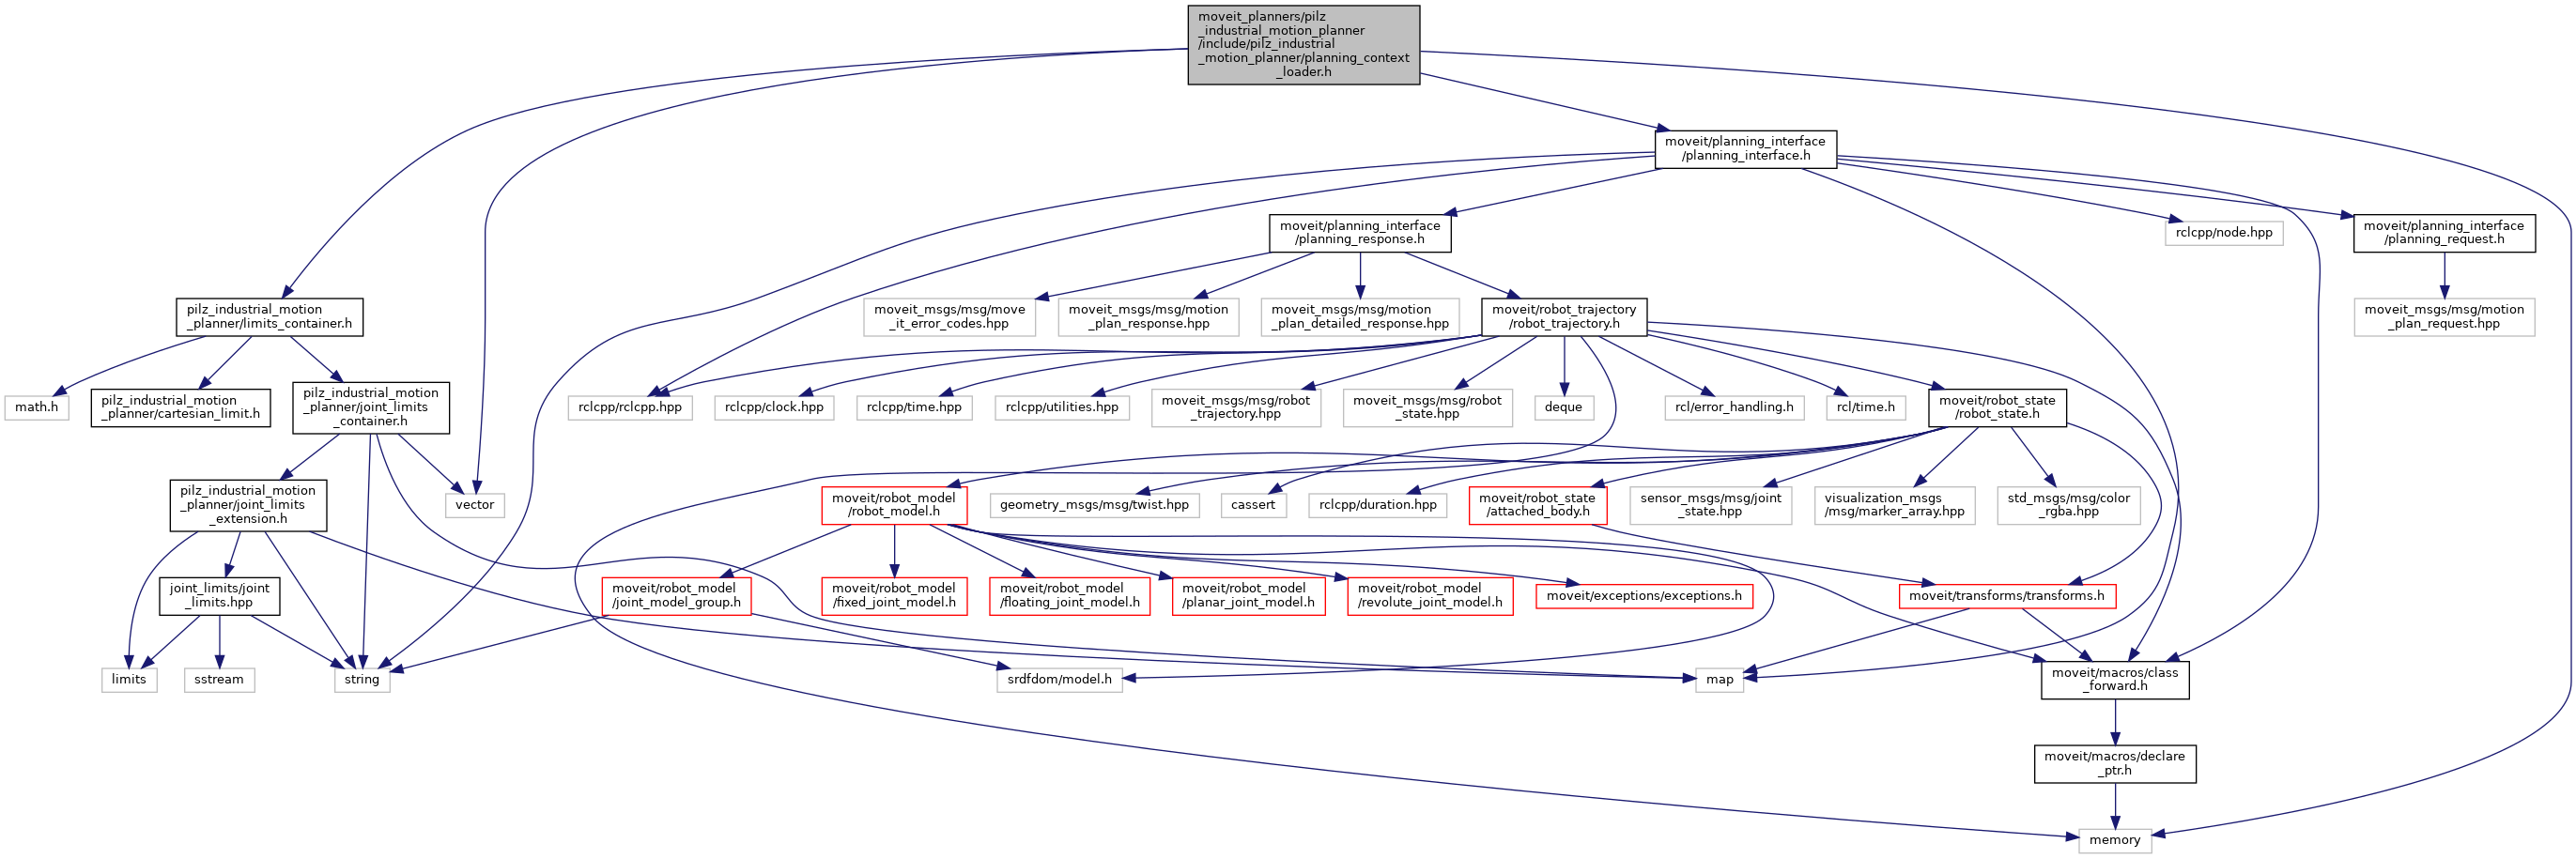 moveit_planners/pilz
_industrial_motion_planner
/include/pilz_industrial
_motion_planner/planning_context
_loader.h
moveit/planning_interface
/planning_interface.h
moveit/planning_interface
/planning_response.h
rclcpp/node.hpp
moveit/planning_interface
/planning_request.h
pilz_industrial_motion
_planner/limits_container.h
moveit_msgs/msg/move
_it_error_codes.hpp
moveit_msgs/msg/motion
_plan_response.hpp
moveit_msgs/msg/motion
_plan_detailed_response.hpp
moveit/robot_trajectory
/robot_trajectory.h
moveit_msgs/msg/motion
_plan_request.hpp
math.h
pilz_industrial_motion
_planner/cartesian_limit.h
pilz_industrial_motion
_planner/joint_limits
_container.h
rclcpp/rclcpp.hpp
rclcpp/clock.hpp
rclcpp/time.hpp
rclcpp/utilities.hpp
moveit_msgs/msg/robot
_trajectory.hpp
moveit_msgs/msg/robot
_state.hpp
deque
rcl/error_handling.h
rcl/time.h
moveit/robot_state
/robot_state.h
pilz_industrial_motion
_planner/joint_limits
_extension.h
vector
moveit/robot_model
/robot_model.h
geometry_msgs/msg/twist.hpp
cassert
rclcpp/duration.hpp
moveit/robot_state
/attached_body.h
sensor_msgs/msg/joint
_state.hpp
visualization_msgs
/msg/marker_array.hpp
std_msgs/msg/color
_rgba.hpp
joint_limits/joint
_limits.hpp
moveit/robot_model
/joint_model_group.h
moveit/robot_model
/fixed_joint_model.h
moveit/robot_model
/floating_joint_model.h
moveit/robot_model
/planar_joint_model.h
moveit/robot_model
/revolute_joint_model.h
moveit/exceptions/exceptions.h
moveit/transforms/transforms.h
limits
sstream
string
srdfdom/model.h
map
moveit/macros/class
_forward.h
moveit/macros/declare
_ptr.h
memory